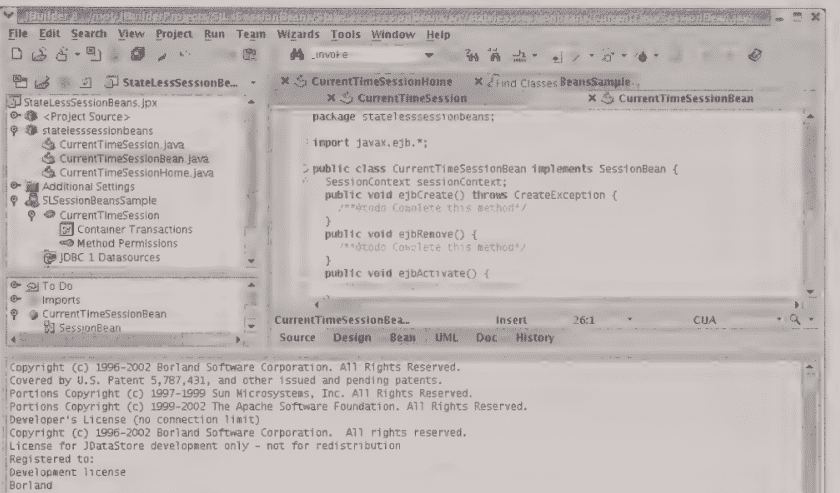 File Edit Search View Project Run Team Wizards Tools Window Help
invoke
StateLessSessionBe...
StateLessSessionBeans.jpx
<Project Source>
statelesssessionbeans
CurrentTimeSession.java
CurrentTimeSessionBean.java
CurrentTimeSessionHome.java
Additional Settings
SLSessionBeansSample
CurrentTimeSession
Container Transactions
Method Permissions
JDBC 1 Datasources
To Do
Imports
CurrentTimeSessionBean
SessionBean
CurrentTimeSessionHome Find Classes BeansSample
CurrentTimeSession CurrentTimeSessionBean
package statelesssessionbeans;
import javax.ejb.*;
public class CurrentTimeSessionBean implements SessionBean {
SessionContext sessionContext;
public void ejbCreate() throws CreateException {
/**@todo Complete this method*/
}
public void ejbRemove() {
/**@todo Complete this method*/
}
public void ejbActivate() {
CurrentTimeSessionBea... Insert 26:1 CUA
Source Design Bean UML Doc History
Copyright (c) 1996-2002 Borland Software Corporation. All Rights Reserved.
Covered by U.S. Patent 5,787,431, and other issued and pending patents.
Portions Copyright (c) 1997-1999 Sun Microsystems, Inc. All Rights Reserved.
Portions Copyright (c) 1999-2002 The Apache Software Foundation. All Rights Reserved.
Developer's License (no connection limit)
Copyright (c) 1996-2002 Borland Software Corporation. All rights reserved.
License for JDataStore development only - not for redistribution
Registered to:
Development license
Borland